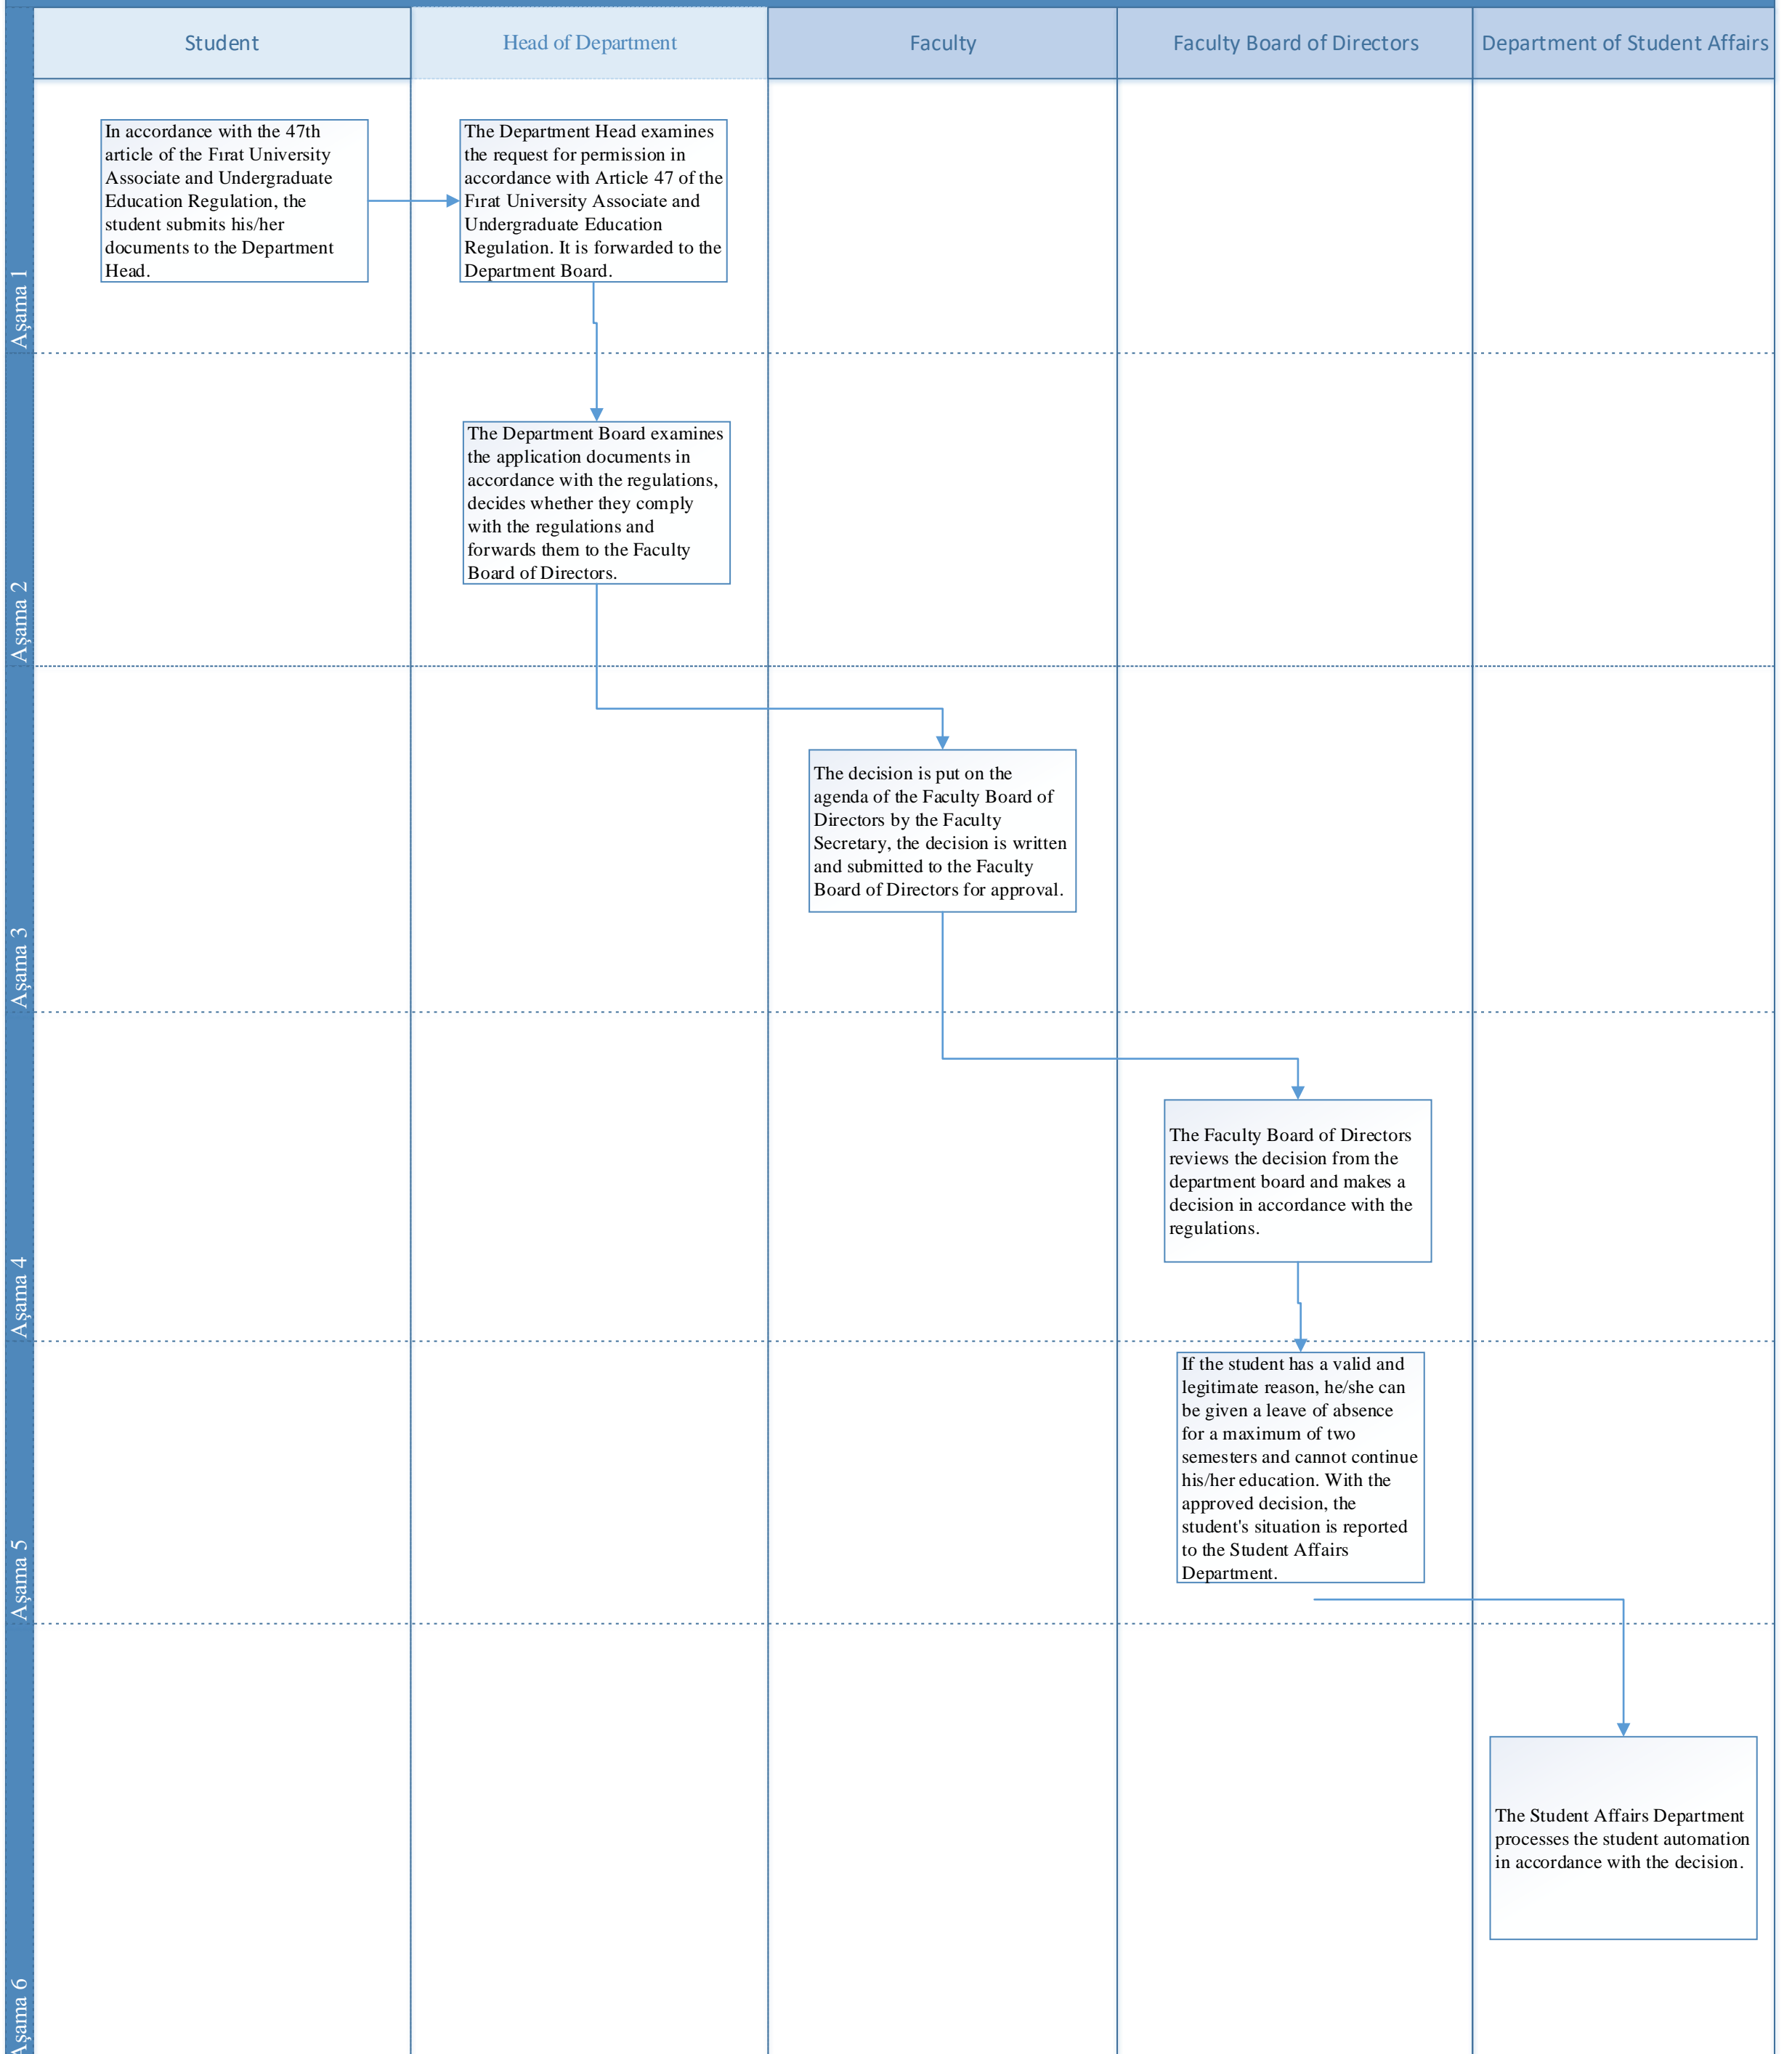 Student
Head of Department
Faculty
Faculty Board of Directors
Department of Student Affairs
Aşama 1
In accordance with the 47th
article of the Fırat University
Associate and Undergraduate
Education Regulation, the
student submits his/her
documents to the Department
Head.
The Department Head examines
the request for permission in
accordance with Article 47 of the
Fırat University Associate and
Undergraduate Education
Regulation. It is forwarded to the
Department Board.
Aşama 2
The Department Board examines
the application documents in
accordance with the regulations,
decides whether they comply
with the regulations and
forwards them to the Faculty
Board of Directors.
Aşama 3
The decision is put on the
agenda of the Faculty Board of
Directors by the Faculty
Secretary, the decision is written
and submitted to the Faculty
Board of Directors for approval.
Aşama 4
The Faculty Board of Directors
reviews the decision from the
department board and makes a
decision in accordance with the
regulations.
Aşama 5
If the student has a valid and
legitimate reason, he/she can
be given a leave of absence
for a maximum of two
semesters and cannot continue
his/her education. With the
approved decision, the
student's situation is reported
to the Student Affairs
Department.
Aşama 6
The Student Affairs Department
processes the student automation
in accordance with the decision.